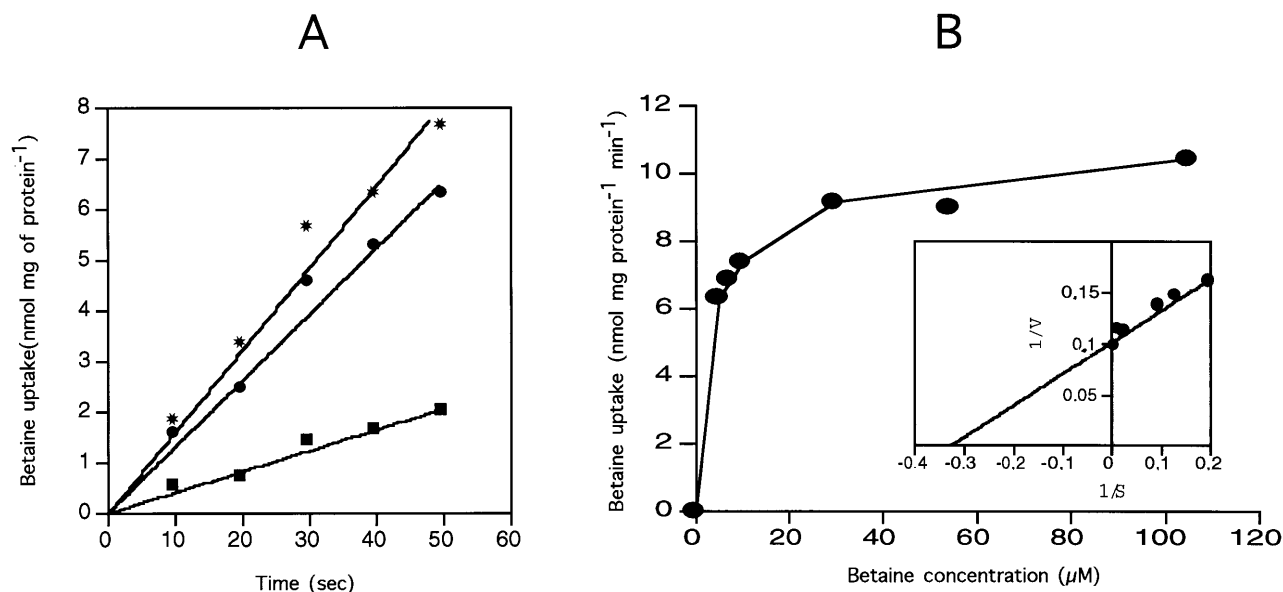 A
B
Betaine uptake(nmol mg of protein⁻¹)
8
7
6
5
4
3
2
1
0
0 10 20 30 40 50 60
Time (sec)
Betaine uptake (nmol mg protein⁻¹ min⁻¹)
12
10
8
6
4
2
0
0 20 40 60 80 100 120
Betaine concentration (µM)
1/V
0,15
0,1
0.05
-0.4 -0.3 -0.2 -0.1 0 0.1 0.2
1/S